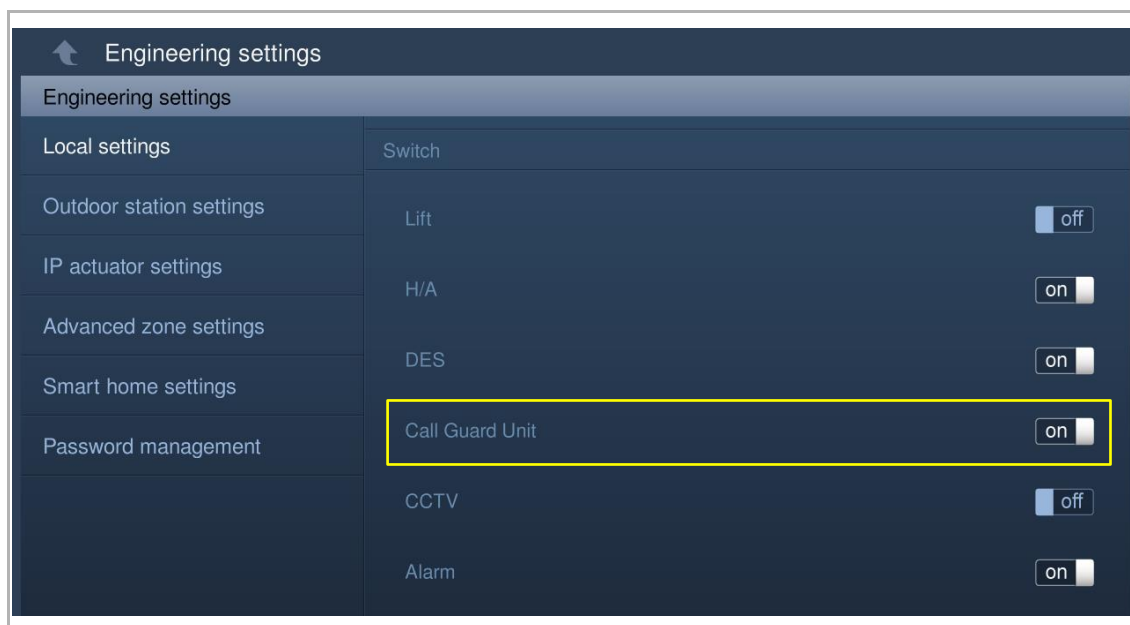 Engineering settings
Engineering settings
Local settings
Outdoor station settings
IP actuator settings
Advanced zone settings
Smart home settings
Password management
Switch
Lift off
H/A on
DES on
Call Guard Unit on
CCTV off
Alarm on